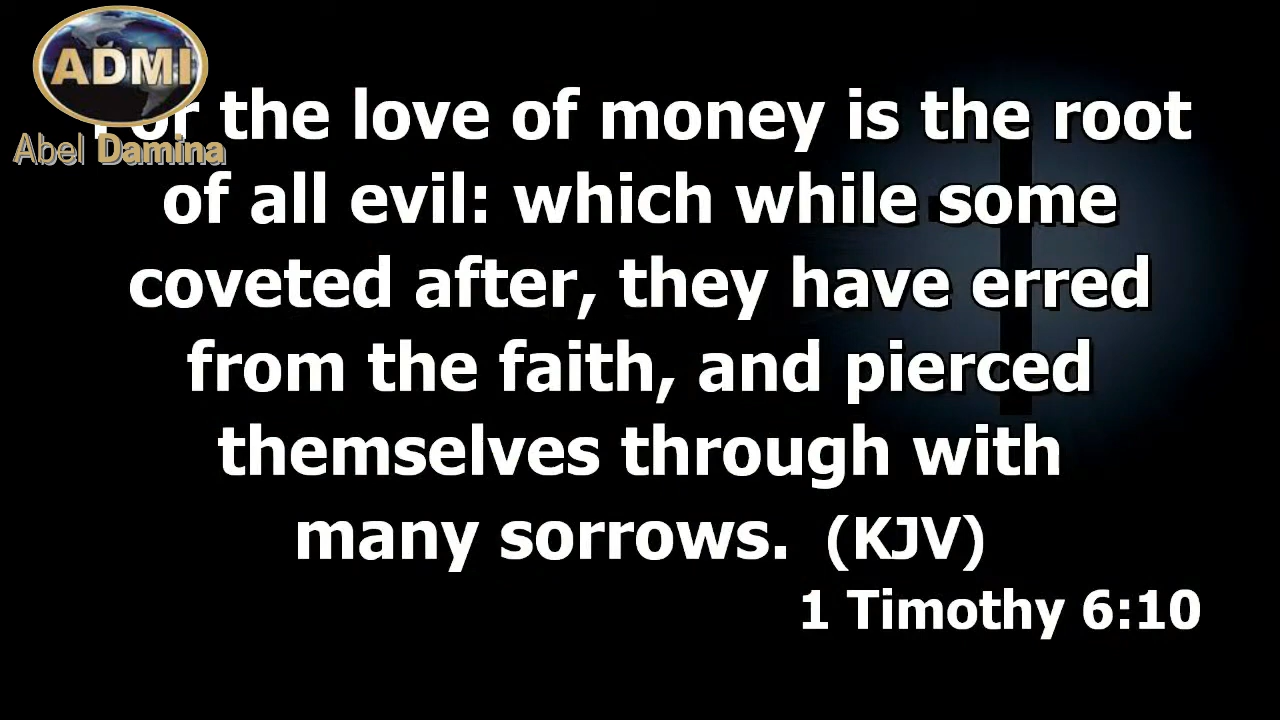 ADMI
Abel Damina
For the love of money is the root
of all evil: which while some
coveted after, they have erred
from the faith, and pierced
themselves through with
many sorrows. (KJV)
1 Timothy 6:10